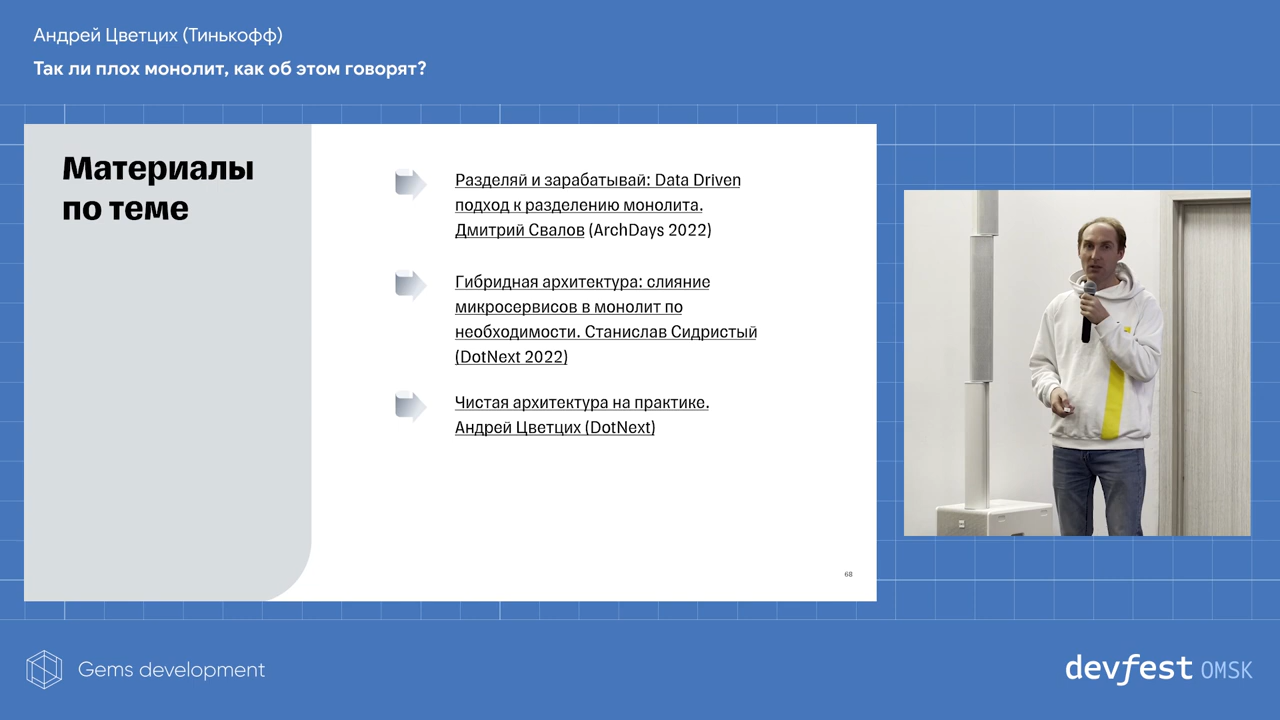 Андрей Цветцих (Тинькофф)
Так ли плох монолит, как об этом говорят?
Материалы
по теме
Разделяй и зарабатывай: Data Driven
подход к разделению монолита.
Дмитрий Свалов (ArchDays 2022)
Гибридная архитектура: слияние
микросервисов в монолит по
необходимости. Станислав Сидристый
(DotNext 2022)
Чистая архитектура на практике.
Андрей Цветцих (DotNext)
68
Gems development
devfest OMSK